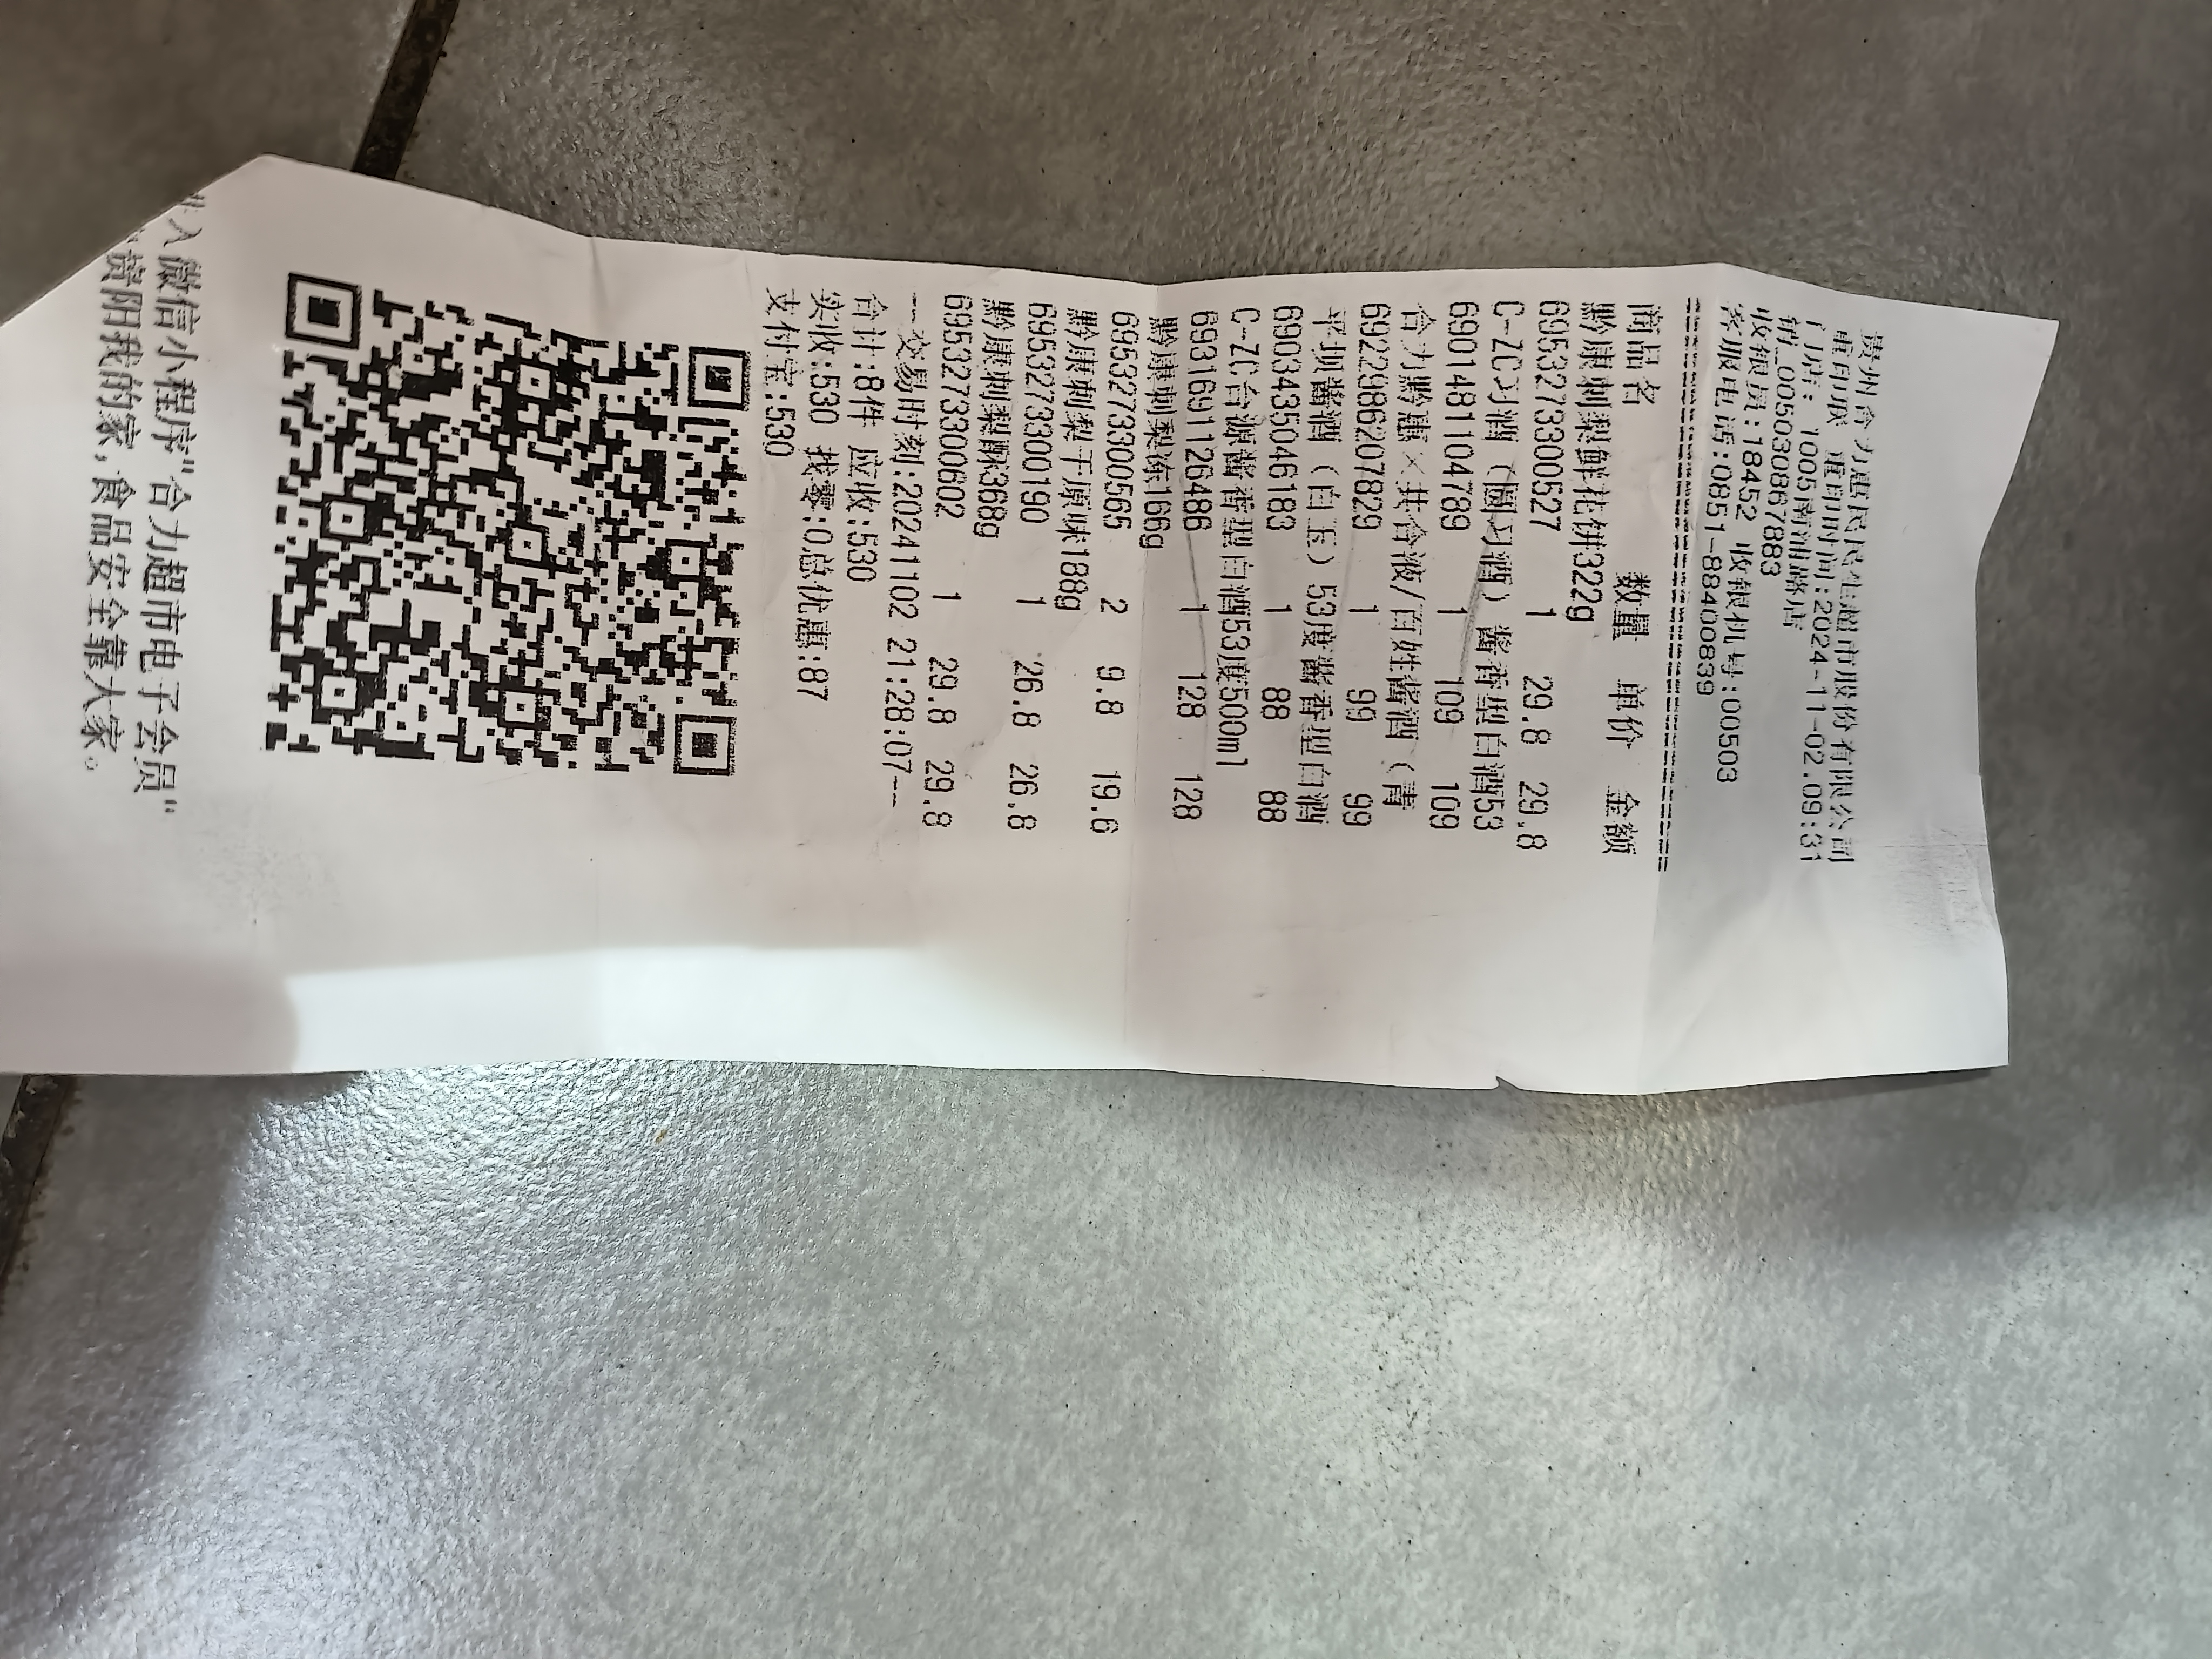 贵州合力惠民民生超市股份有限公司
重印联 重印时间:2024-11-02.09:31
门店: 1005南浦路店
销_005030867883
收银员:18452 收银机号:00503
客服电话:0851-88400839
商品名 数量 单价 金额
黔康刺梨鲜花饼322g
6953273300527 1 29.8 29.8
C-ZC习酒(圆习酒)酱香型白酒53
6901481104789 1 109 109
合力黔惠×共合液/百姓酱酒(青
6922986207829 1 99 99
平坝酱酒(白玉)53度酱香型白酒
6903435046183 1 88 88
C-ZC台源酱香型白酒53度500ml
6931691126486 1 128 128
黔康刺梨冻166g
6953273300565 2 9.8 19.6
黔康刺梨干原味188g
6953273300190 1 26.8 26.8
黔康刺梨酥368g
6953273300602 1 29.8 29.8
--交易时刻:20241102 21:28:07--
合计:8件 应收:530
实收:530 找零:0总优惠:87
支付宝:530
入微信小程序"合力超市电子会员"
贵阳我的家,食品安全靠大家。